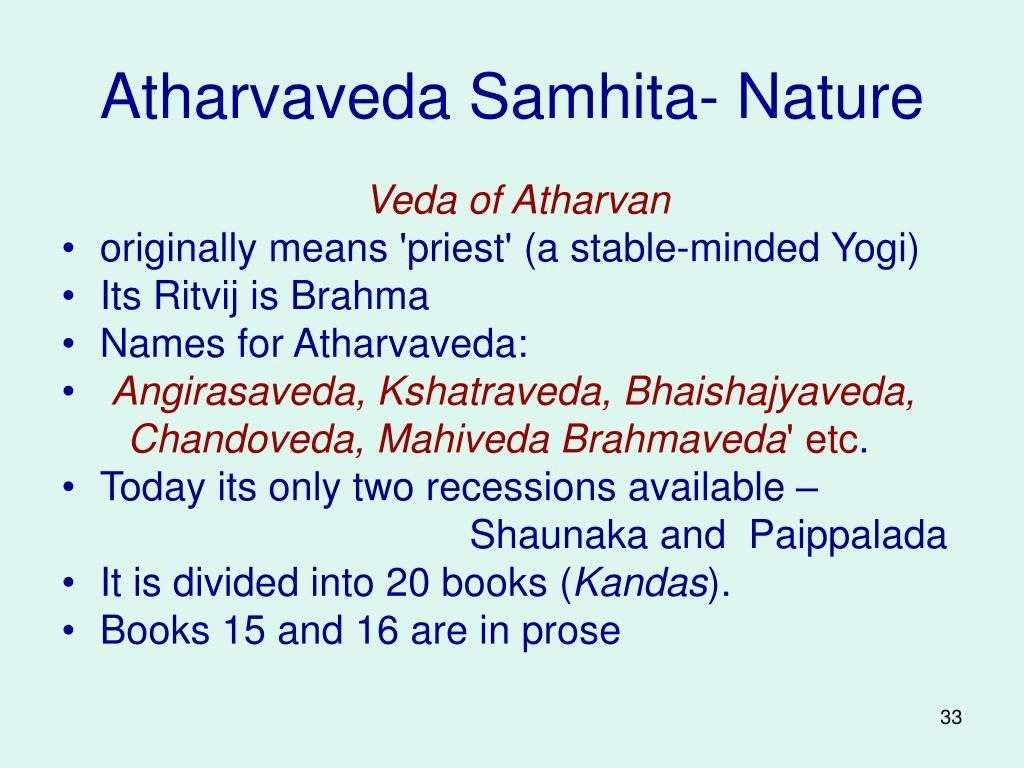 Atharvaveda Samhita- Nature
Veda of Atharvan
• originally means 'priest' (a stable-minded Yogi)
• Its Ritvij is Brahma
• Names for Atharvaveda:
• Angirasaveda, Kshatraveda, Bhaishajyaveda,
Chandoveda, Mahiveda Brahmaveda' etc.
• Today its only two recessions available –
Shaunaka and Paippalada
• It is divided into 20 books (Kandas).
• Books 15 and 16 are in prose
33